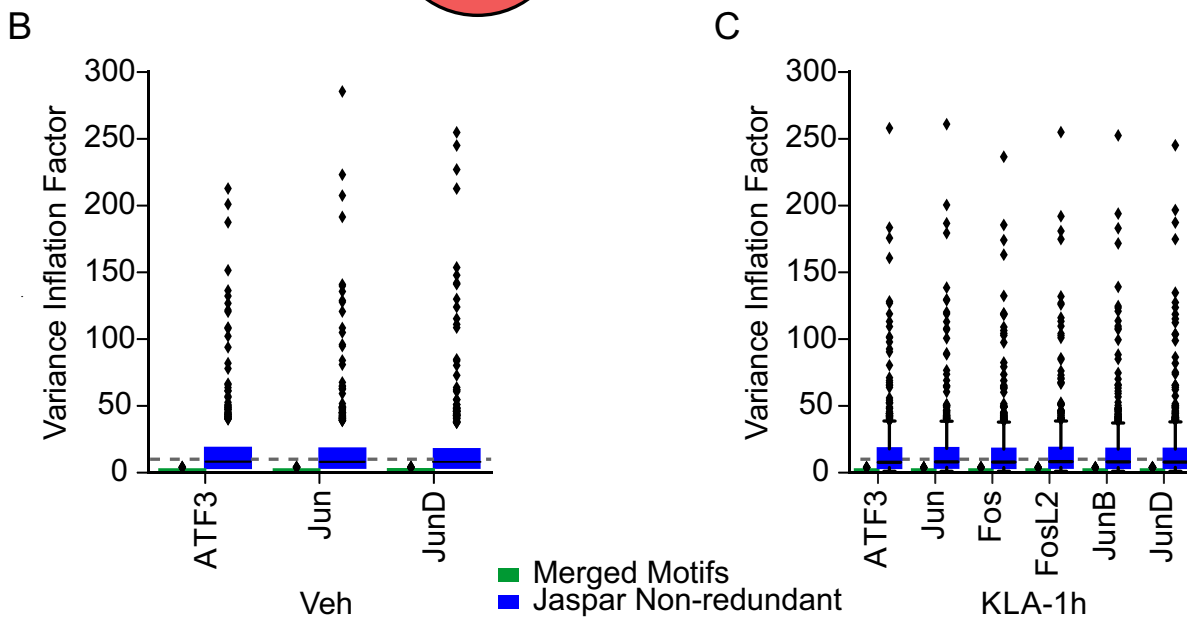 B
C
Variance Inflation Factor
300
250
200
150
100
50
0
ATF3
Jun
JunD
Veh
Variance Inflation Factor
300
250
200
150
100
50
0
ATF3
Jun
Fos
FosL2
JunB
JunD
KLA-1h
Merged Motifs
Jaspar Non-redundant